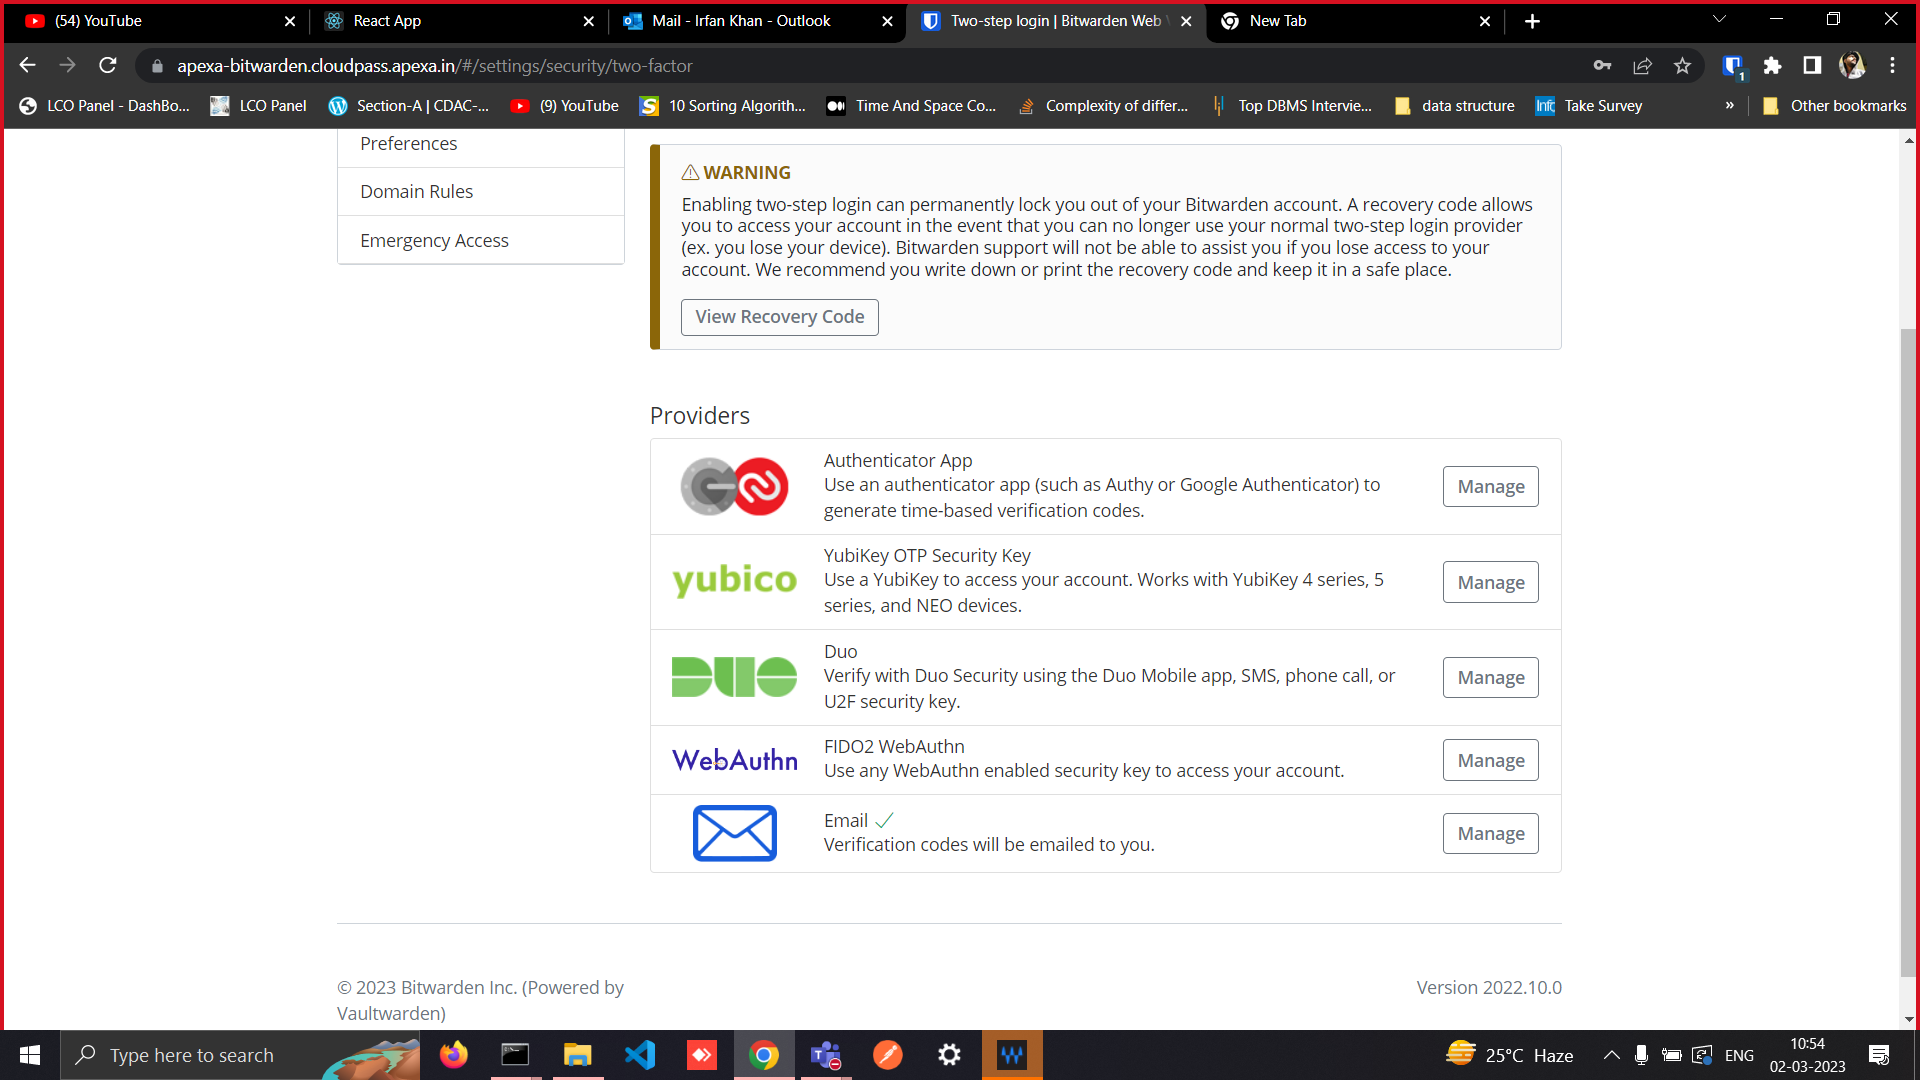 (54) YouTube
React App
Mail - Irfan Khan - Outlook
Two-step login | Bitwarden Web
New Tab
apexa-bitwarden.cloudpass.apexa.in/#/settings/security/two-factor
1
LCO Panel - DashBo...
LCO Panel
Section-A | CDAC-...
(9) YouTube
10 Sorting Algorith...
Time And Space Co...
Complexity of differ...
Top DBMS Intervie...
data structure
Take Survey
»
Other bookmarks
Preferences
Domain Rules
Emergency Access
WARNING
Enabling two-step login can permanently lock you out of your Bitwarden account. A recovery code allows
you to access your account in the event that you can no longer use your normal two-step login provider
(ex. you lose your device). Bitwarden support will not be able to assist you if you lose access to your
account. We recommend you write down or print the recovery code and keep it in a safe place.
View Recovery Code
Providers
Authenticator App
Use an authenticator app (such as Authy or Google Authenticator) to
generate time-based verification codes.
Manage
yubico
YubiKey OTP Security Key
Use a YubiKey to access your account. Works with YubiKey 4 series, 5
series, and NEO devices.
Manage
DUO
Duo
Verify with Duo Security using the Duo Mobile app, SMS, phone call, or
U2F security key.
Manage
WebAuthn
FIDO2 WebAuthn
Use any WebAuthn enabled security key to access your account.
Manage
Email
Verification codes will be emailed to you.
Manage
© 2023 Bitwarden Inc. (Powered by
Vaultwarden)
Version 2022.10.0
Type here to search
25°C Haze
ENG
10:54
02-03-2023